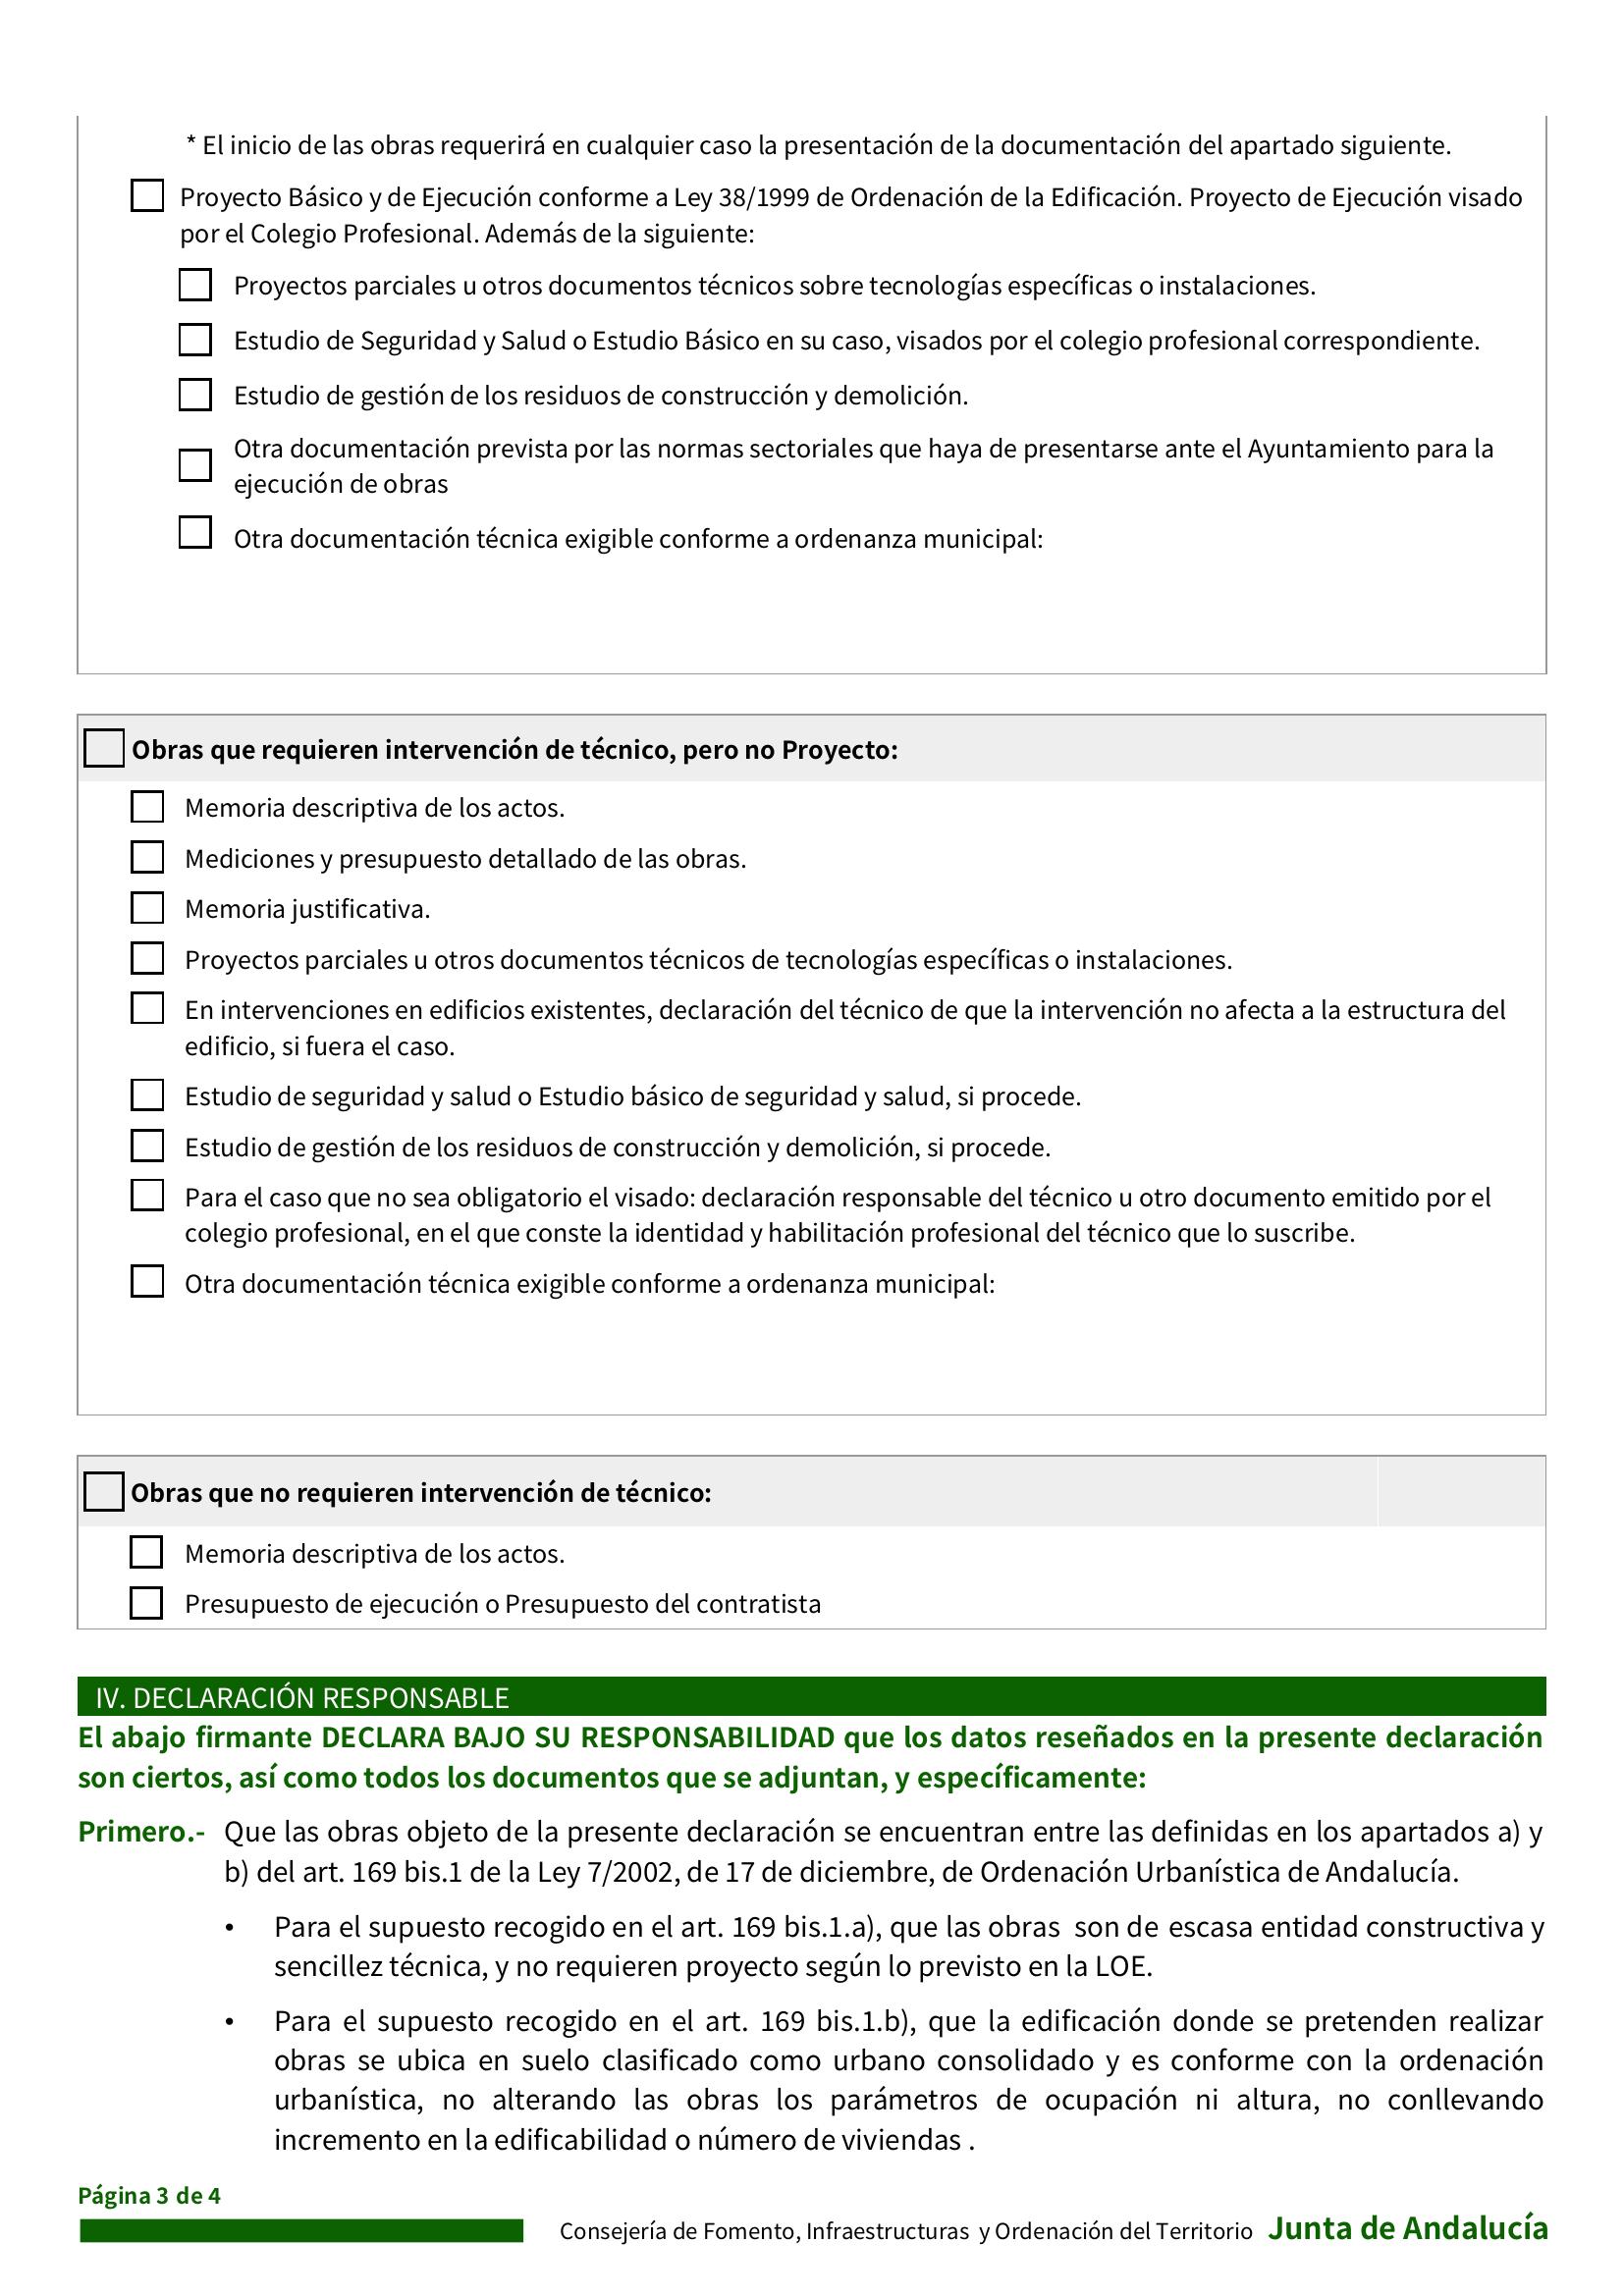 * El inicio de las obras requerirá en cualquier caso la presentación de la documentación del apartado siguiente.
Proyecto Básico y de Ejecución conforme a Ley 38/1999 de Ordenación de la Edificación. Proyecto de Ejecución visado
por el Colegio Profesional. Además de la siguiente:
Proyectos parciales u otros documentos técnicos sobre tecnologías específicas o instalaciones.
Estudio de Seguridad y Salud o Estudio Básico en su caso, visados por el colegio profesional correspondiente.
Estudio de gestión de los residuos de construcción y demolición.
Otra documentación prevista por las normas sectoriales que haya de presentarse ante el Ayuntamiento para la
ejecución de obras
Otra documentación técnica exigible conforme a ordenanza municipal:
Obras que requieren intervención de técnico, pero no Proyecto:
Memoria descriptiva de los actos.
Mediciones y presupuesto detallado de las obras.
Memoria justificativa.
Proyectos parciales u otros documentos técnicos de tecnologías específicas o instalaciones.
En intervenciones en edificios existentes, declaración del técnico de que la intervención no afecta a la estructura del
edificio, si fuera el caso.
Estudio de seguridad y salud o Estudio básico de seguridad y salud, si procede.
Estudio de gestión de los residuos de construcción y demolición, si procede.
Para el caso que no sea obligatorio el visado: declaración responsable del técnico u otro documento emitido por el
colegio profesional, en el que conste la identidad y habilitación profesional del técnico que lo suscribe.
Otra documentación técnica exigible conforme a ordenanza municipal:
Obras que no requieren intervención de técnico:
Memoria descriptiva de los actos.
Presupuesto de ejecución o Presupuesto del contratista
IV. DECLARACIÓN RESPONSABLE
El abajo firmante DECLARA BAJO SU RESPONSABILIDAD que los datos reseñados en la presente declaración
son ciertos, así como todos los documentos que se adjuntan, y específicamente:
Primero.- Que las obras objeto de la presente declaración se encuentran entre las definidas en los apartados a) y
b) del art. 169 bis.1 de la Ley 7/2002, de 17 de diciembre, de Ordenación Urbanística de Andalucía.
• Para el supuesto recogido en el art. 169 bis.1.a), que las obras son de escasa entidad constructiva y
sencillez técnica, y no requieren proyecto según lo previsto en la LOE.
• Para el supuesto recogido en el art. 169 bis.1.b), que la edificación donde se pretenden realizar
obras se ubica en suelo clasificado como urbano consolidado y es conforme con la ordenación
urbanística, no alterando las obras los parámetros de ocupación ni altura, no conllevando
incremento en la edificabilidad o número de viviendas .
Página 3 de 4
Consejería de Fomento, Infraestructuras y Ordenación del Territorio Junta de Andalucía